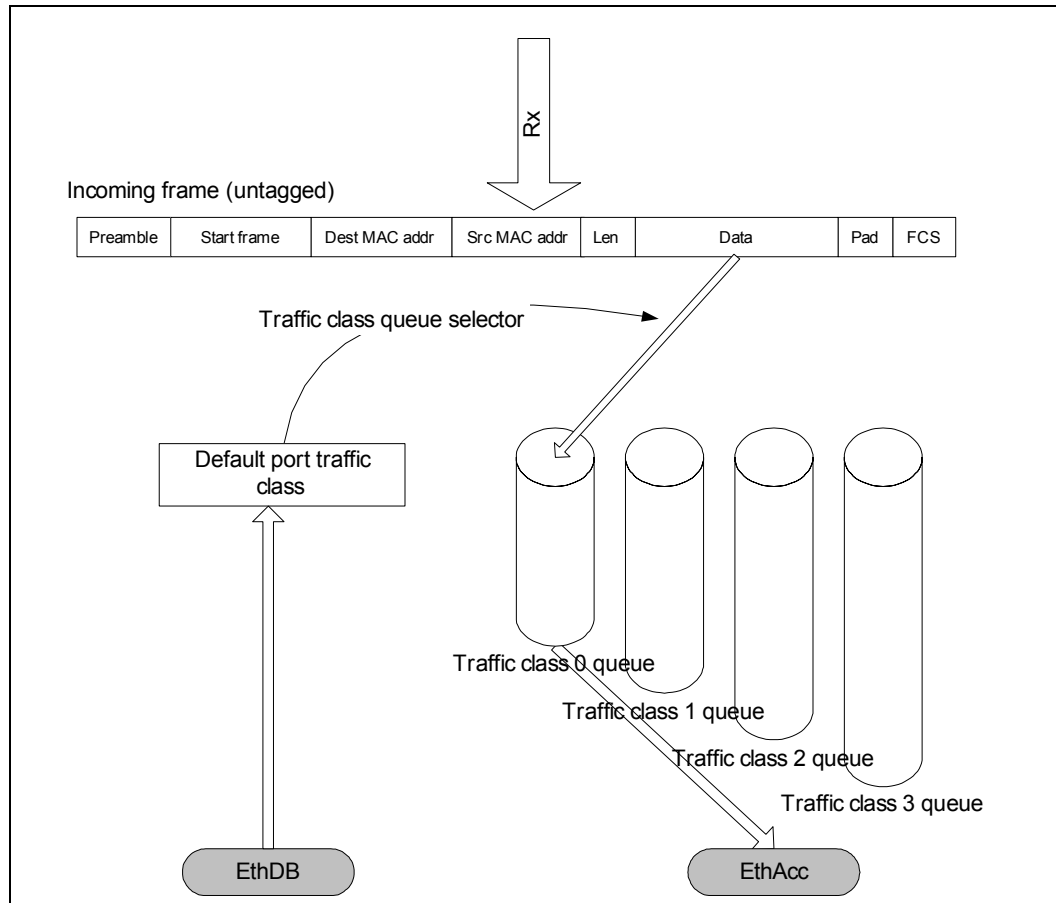 Rx
Incoming frame (untagged)
Preamble Start frame Dest MAC addr Src MAC addr Len Data Pad FCS
Traffic class queue selector
Default port traffic
class
Traffic class 0 queue
Traffic class 1 queue
Traffic class 2 queue
Traffic class 3 queue
EthDB
EthAcc